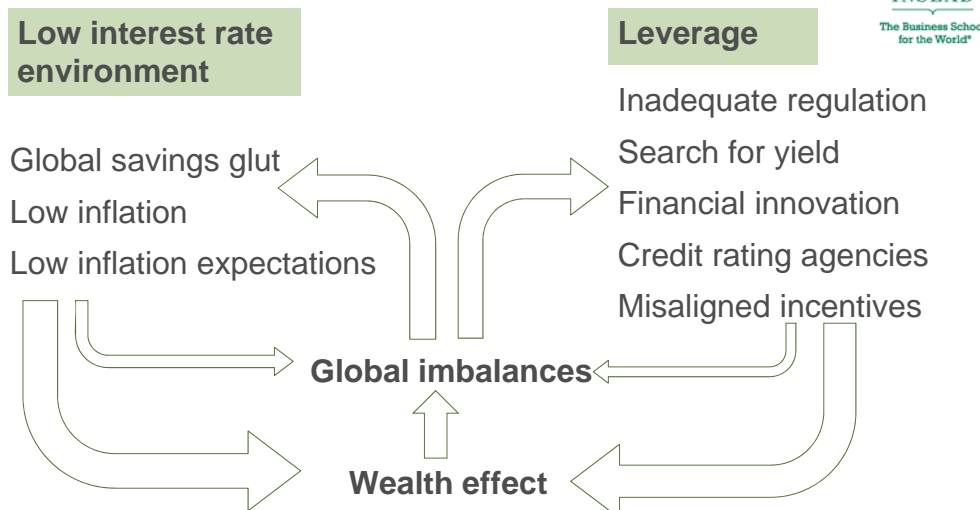 The Business School
for the World®
Low interest rate
environment
Global savings glut
Low inflation
Low inflation expectations
Leverage
Inadequate regulation
Search for yield
Financial innovation
Credit rating agencies
Misaligned incentives
Global imbalances
Wealth effect